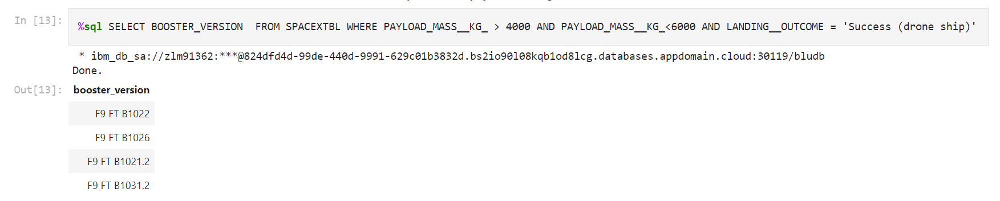 In [13]:
%sql SELECT BOOSTER_VERSION  FROM SPACEXTBL WHERE PAYLOAD_MASS__KG_ > 4000 AND PAYLOAD_MASS__KG_<6000 AND LANDING__OUTCOME = 'Success (drone ship)'
* ibm_db_sa://zlm91362:***@824dfd4d-99de-440d-9991-629c01b3832d.bs2io90l08kqb1od8lcg.databases.appdomain.cloud:30119/bludb
Done.
Out[13]:
booster_version
F9 FT B1022
F9 FT B1026
F9 FT B1021.2
F9 FT B1031.2